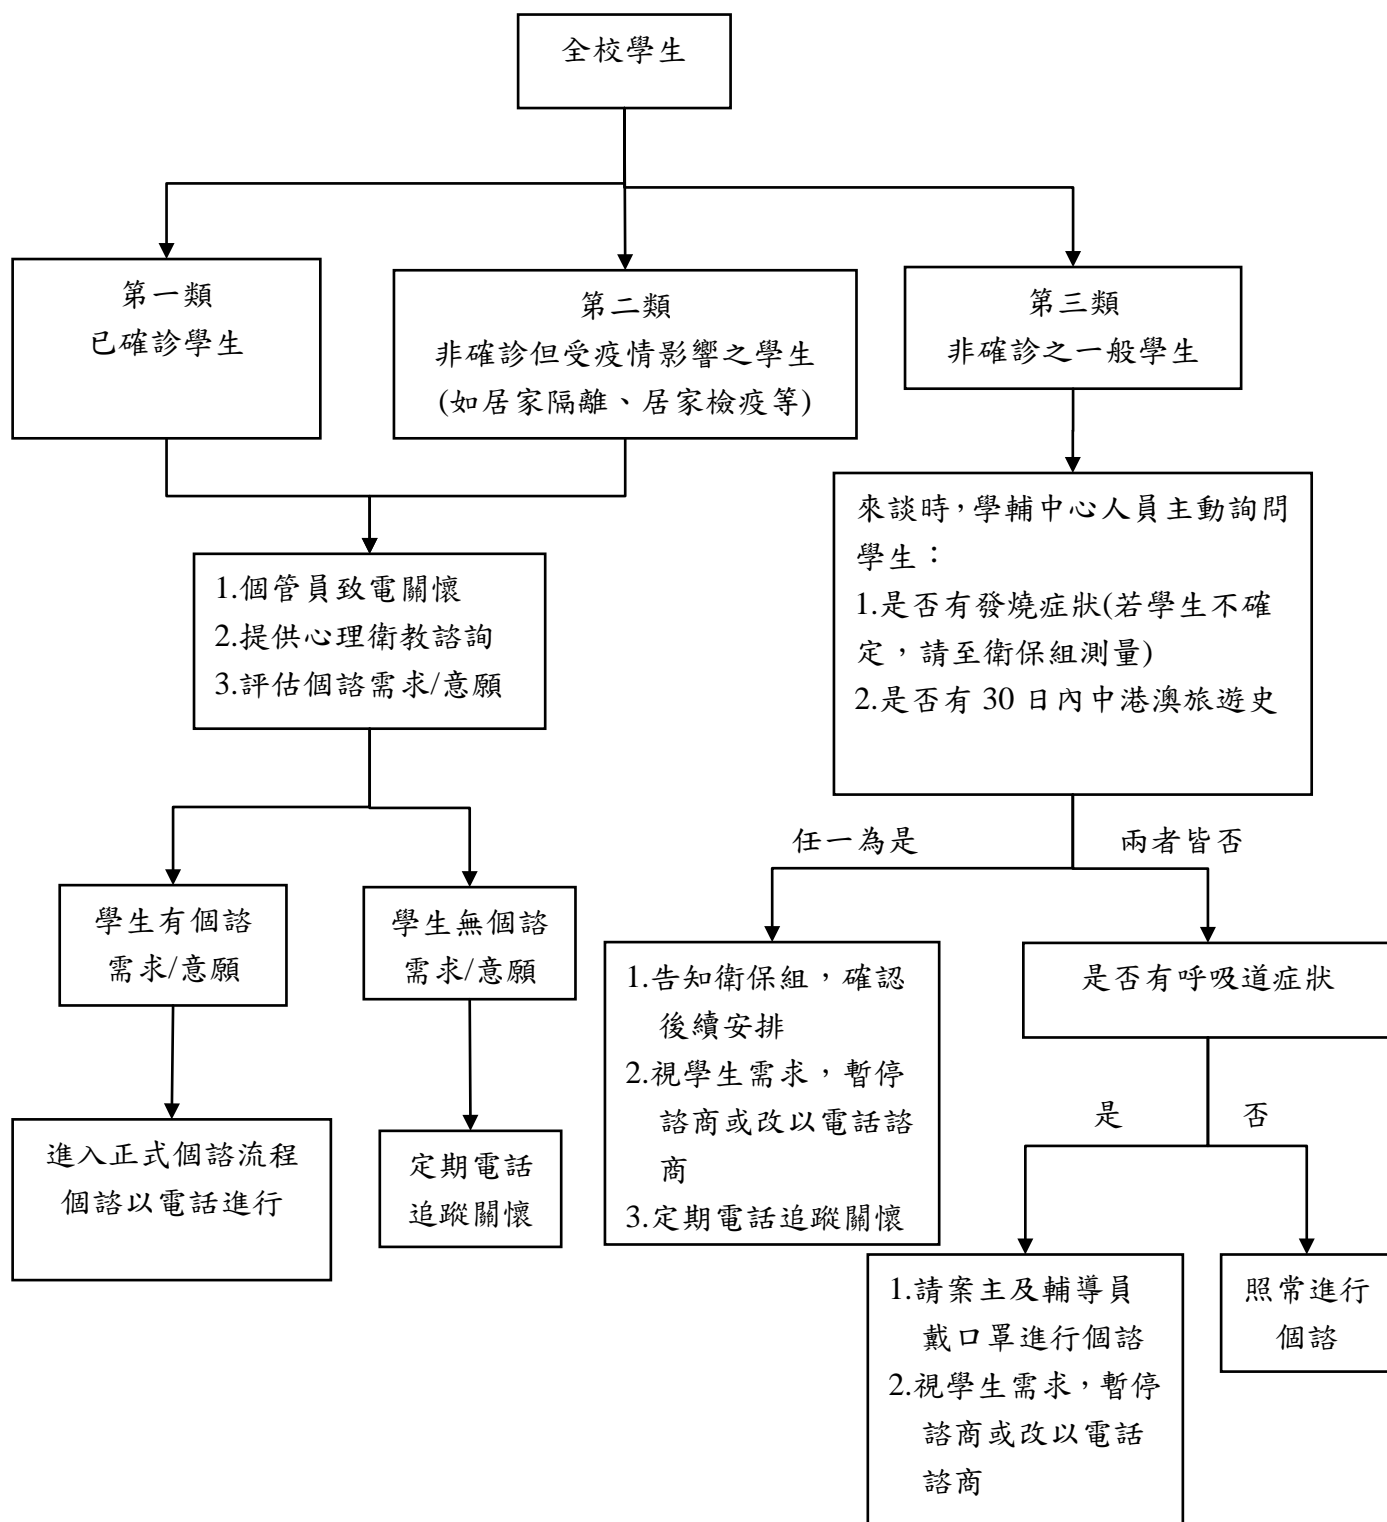 全校學生
第一類
已確診學生
第二類
非確診但受疫情影響之學生
(如居家隔離、居家檢疫等)
第三類
非確診之一般學生
1.個管員致電關懷
2.提供心理衛教諮詢
3.評估個諮需求/意願
來談時，學輔中心人員主動詢問
學生：
1.是否有發燒症狀(若學生不確
定，請至衛保組測量)
2.是否有 30 日內中港澳旅遊史
任一為是
兩者皆否
學生有個諮
需求/意願
學生無個諮
需求/意願
1.告知衛保組，確認
後續安排
2.視學生需求，暫停
諮商或改以電話諮
商
3.定期電話追蹤關懷
是否有呼吸道症狀
是
否
進入正式個諮流程
個諮以電話進行
定期電話
追蹤關懷
1.請案主及輔導員
戴口罩進行個諮
2.視學生需求，暫停
諮商或改以電話
諮商
照常進行
個諮